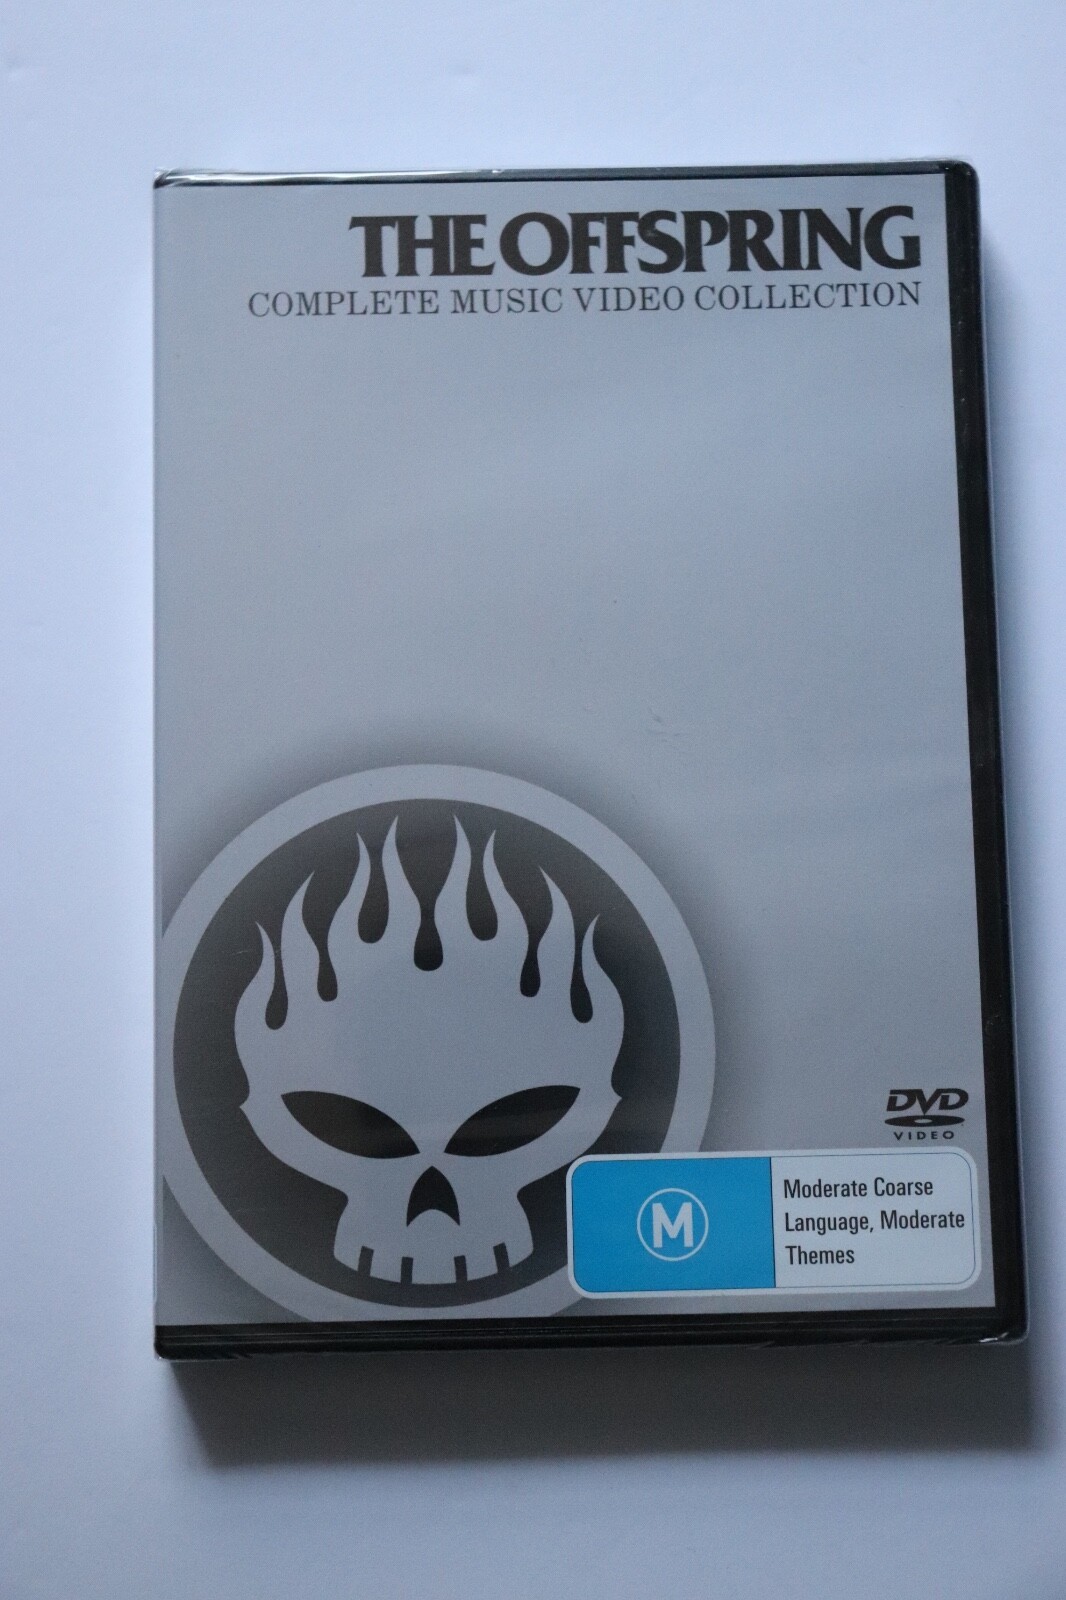 THE OFFSPRING
COMPLETE MUSIC VIDEO COLLECTION
DVD
VIDEO
M
Moderate Coarse
Language, Moderate
Themes